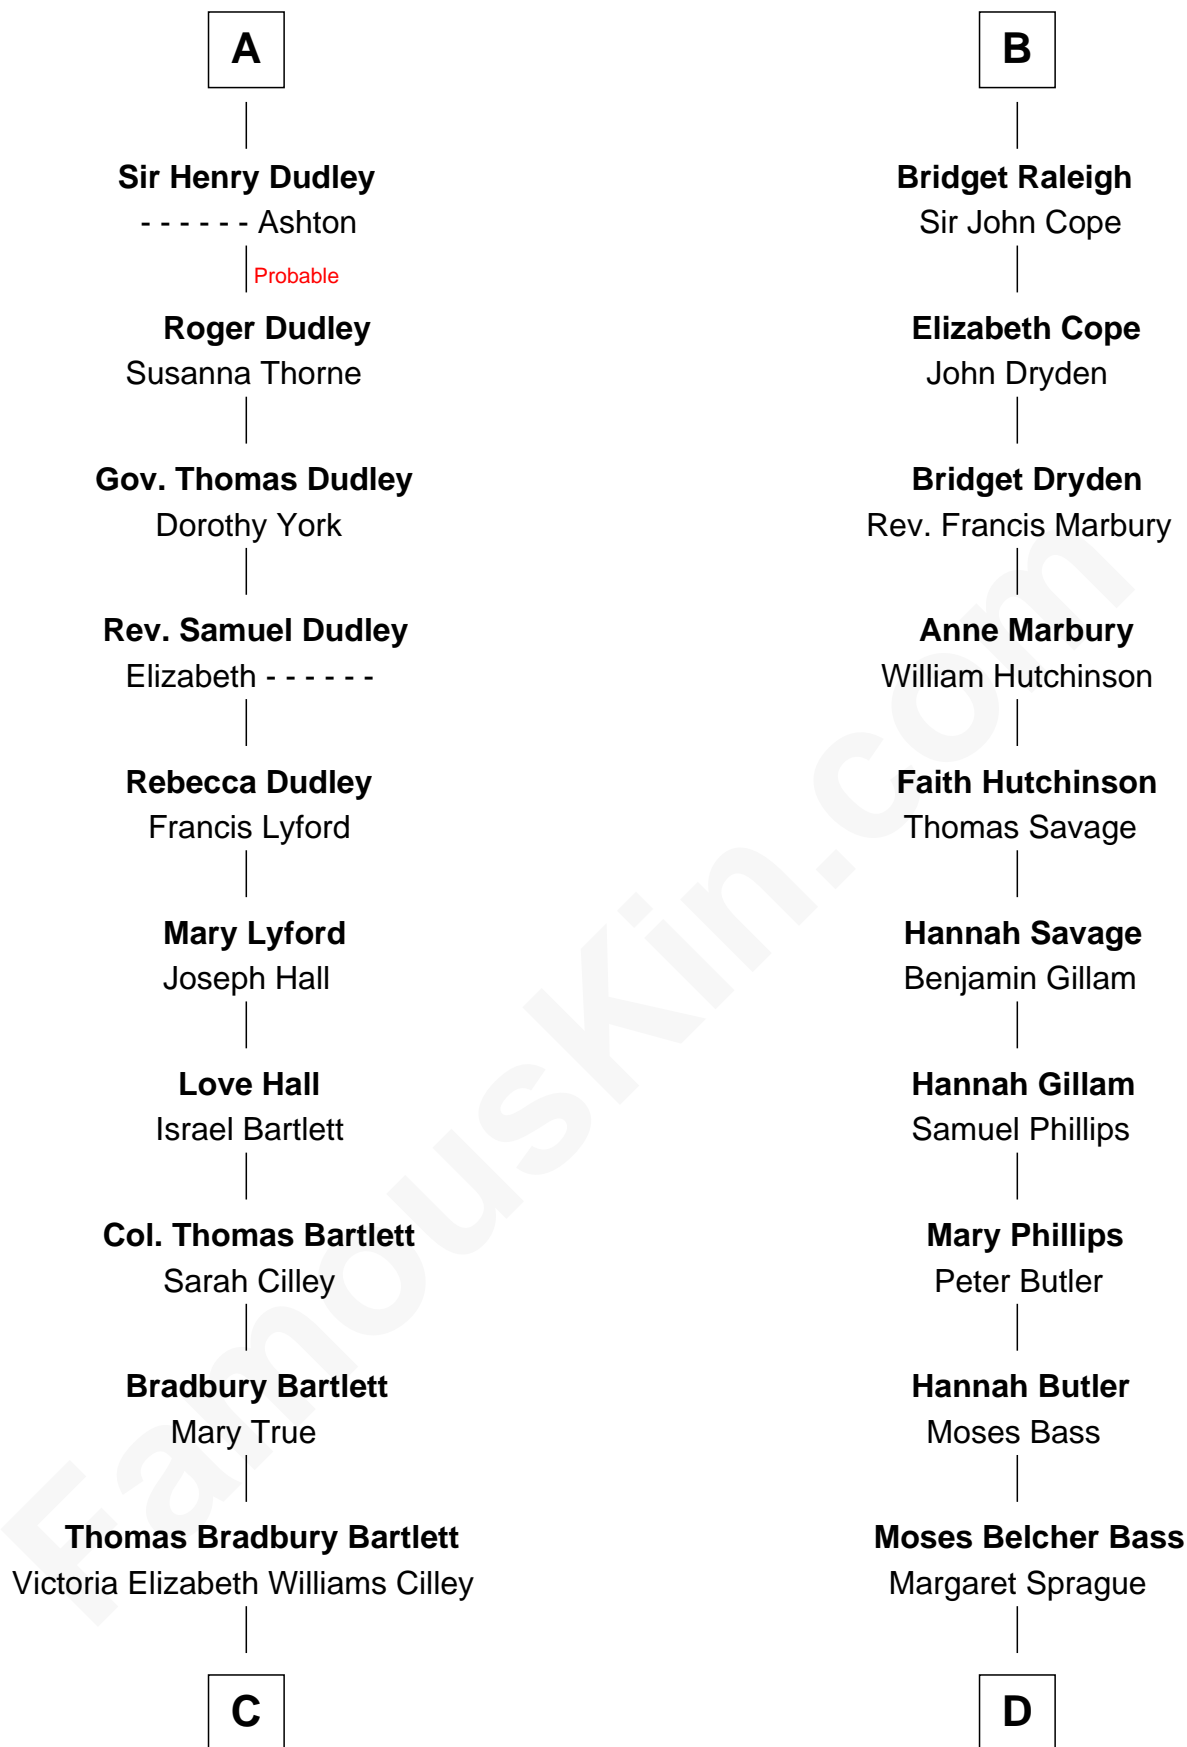 A
Sir Henry Dudley
- - - - - - Ashton
Probable
Roger Dudley
Susanna Thorne
Gov. Thomas Dudley
Dorothy York
Rev. Samuel Dudley
Elizabeth - - - - - -
Rebecca Dudley
Francis Lyford
Mary Lyford
Joseph Hall
Love Hall
Israel Bartlett
Col. Thomas Bartlett
Sarah Cilley
Bradbury Bartlett
Mary True
Thomas Bradbury Bartlett
Victoria Elizabeth Williams Cilley
C
B
Bridget Raleigh
Sir John Cope
Elizabeth Cope
John Dryden
Bridget Dryden
Rev. Francis Marbury
Anne Marbury
William Hutchinson
Faith Hutchinson
Thomas Savage
Hannah Savage
Benjamin Gillam
Hannah Gillam
Samuel Phillips
Mary Phillips
Peter Butler
Hannah Butler
Moses Bass
Moses Belcher Bass
Margaret Sprague
D
FamousKin.com